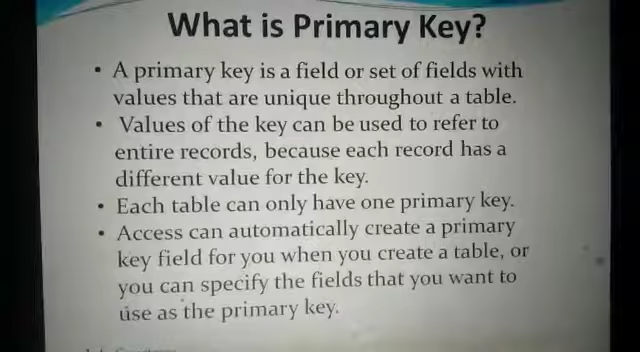 What is Primary Key?
• A primary key is a field or set of fields with
values that are unique throughout a table.
• Values of the key can be used to refer to
entire records, because each record has a
different value for the key.
• Each table can only have one primary key.
• Access can automatically create a primary
key field for you when you create a table, or
you can specify the fields that you want to
use as the primary key.